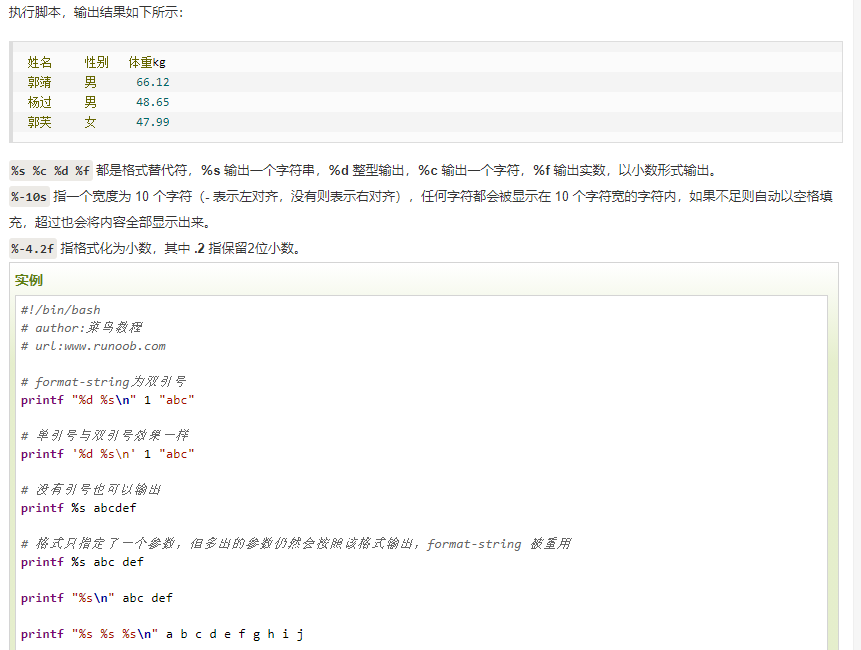 执行脚本，输出结果如下所示：
姓名 性别 体重kg
郭靖 男 66.12
杨过 男 48.65
郭芙 女 47.99
%s %c %d %f 都是格式替代符，%s 输出一个字符串，%d 整型输出，%c 输出一个字符，%f 输出实数，以小数形式输出。
%-10s 指一个宽度为 10 个字符（- 表示左对齐，没有则表示右对齐），任何字符都会被显示在 10 个字符宽的字符内，如果不足则自动以空格填
充，超过也会将内容全部显示出来。
%-4.2f 指格式化为小数，其中 .2 指保留2位小数。
实例
#!/bin/bash
# author:菜鸟教程
# url:www.runoob.com
# format-string为双引号
printf "%d %s\n" 1 "abc"
# 单引号与双引号效果一样
printf '%d %s\n' 1 "abc"
# 没有引号也可以输出
printf %s abcdef
# 格式只指定了一个参数，但多出的参数仍然会按照该格式输出，format-string 被重用
printf %s abc def
printf "%s\n" abc def
printf "%s %s %s\n" a b c d e f g h i j